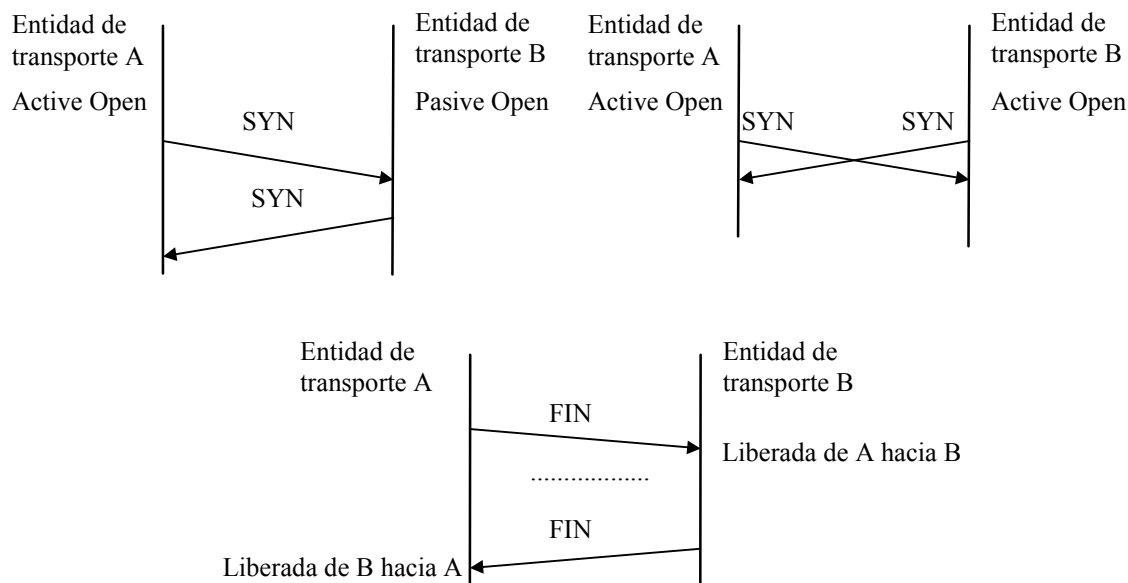 Entidad de
transporte A
Active Open
SYN
SYN
Entidad de
transporte B
Pasive Open
Entidad de
transporte A
Active Open
SYN
SYN
Entidad de
transporte B
Active Open
Entidad de
transporte A
FIN
..................
FIN
Liberada de B hacia A
Entidad de
transporte B
Liberada de A hacia B